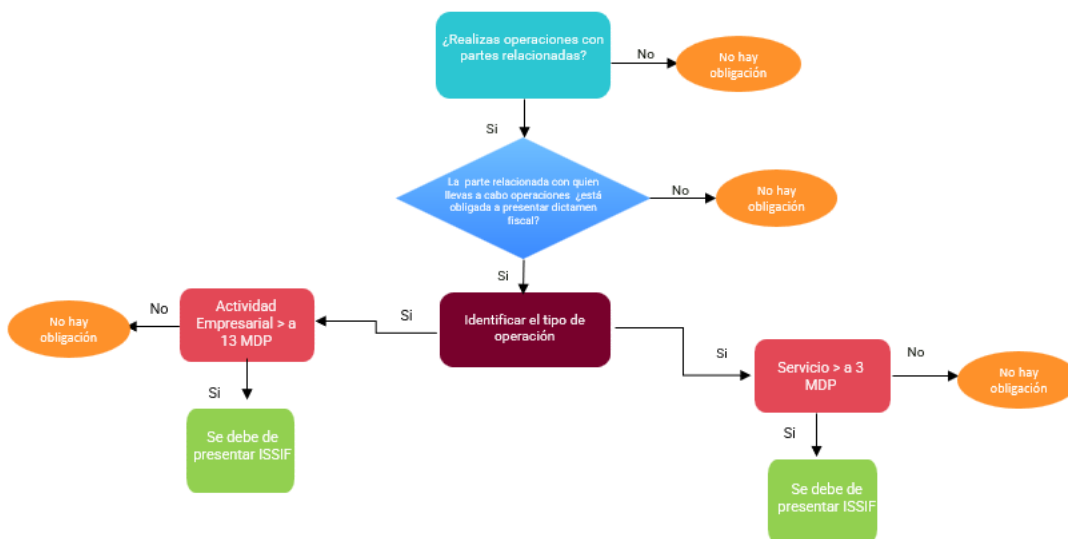 ¿Realizas operaciones con
partes relacionadas?
No
No hay
obligación
Si
La parte relacionada con quien
llevas a cabo operaciones ¿está
obligada a presentar dictamen
fiscal?
No
No hay
obligación
Si
Identificar el tipo de
operación
Si
Actividad
Empresarial > a
13 MDP
No
No hay
obligación
Si
Se debe de
presentar ISSIF
Si
Servicio > a 3
MDP
No
No hay
obligación
Si
Se debe de
presentar ISSIF